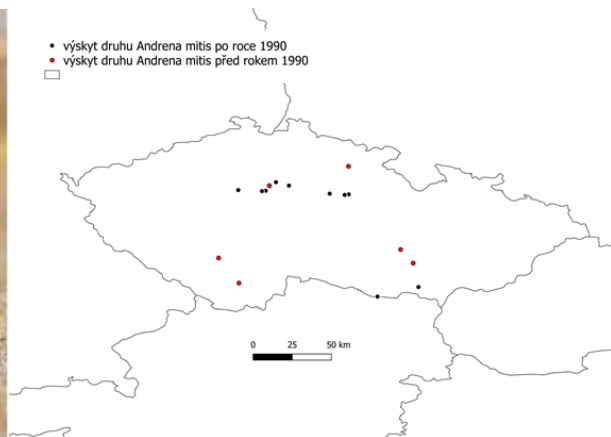 výskyt druhu Andrena mitis po roce 1990
výskyt druhu Andrena mitis před rokem 1990
0 25 50 km